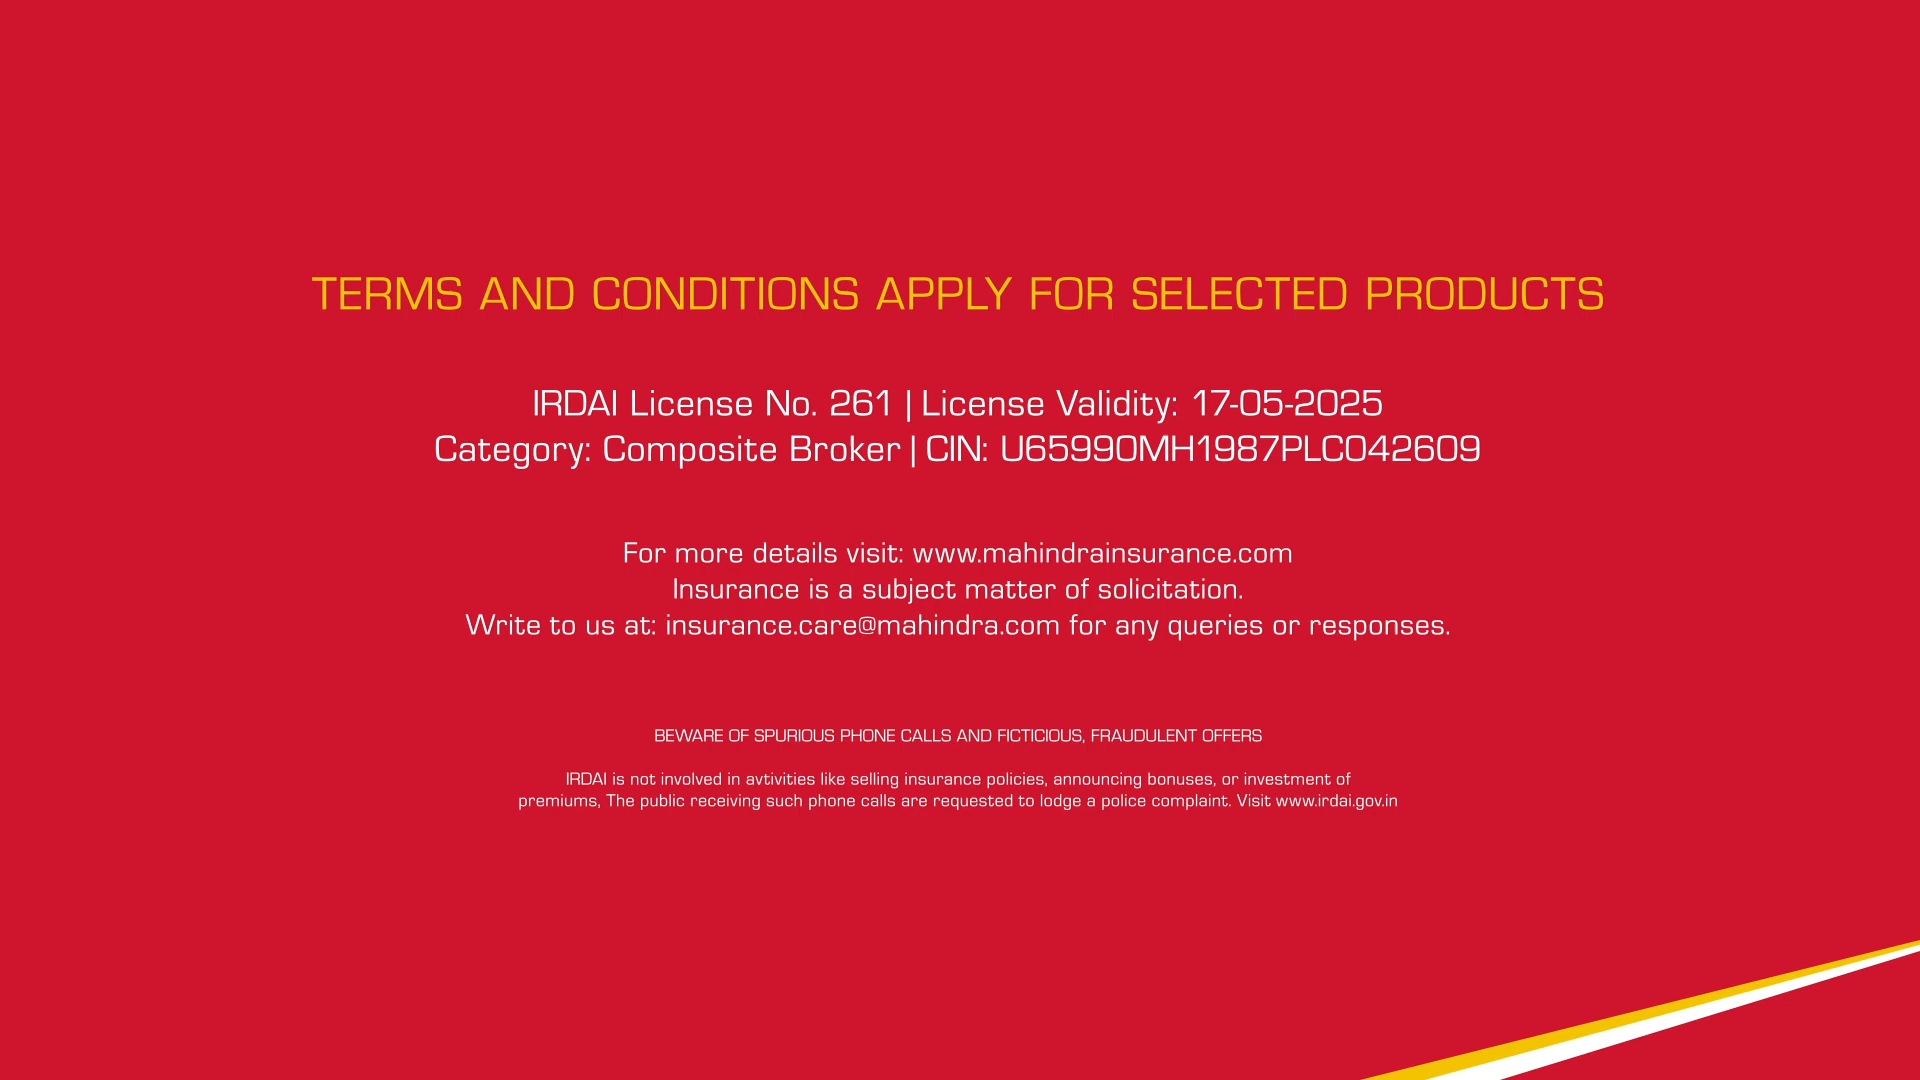 TERMS AND CONDITIONS APPLY FOR SELECTED PRODUCTS
IRDAI License No. 261 | License Validity: 17-05-2025
Category: Composite Broker | CIN: U65990MH1987PLC042609
For more details visit: www.mahindrainsurance.com
Insurance is a subject matter of solicitation.
Write to us at: insurance.care@mahindra.com for any queries or responses.
BEWARE OF SPURIOUS PHONE CALLS AND FICTICIOUS, FRAUDULENT OFFERS
IRDAI is not involved in avtivities like selling insurance policies, announcing bonuses, or investment of
premiums, The public receiving such phone calls are requested to lodge a police complaint. Visit www.irdai.gov.in